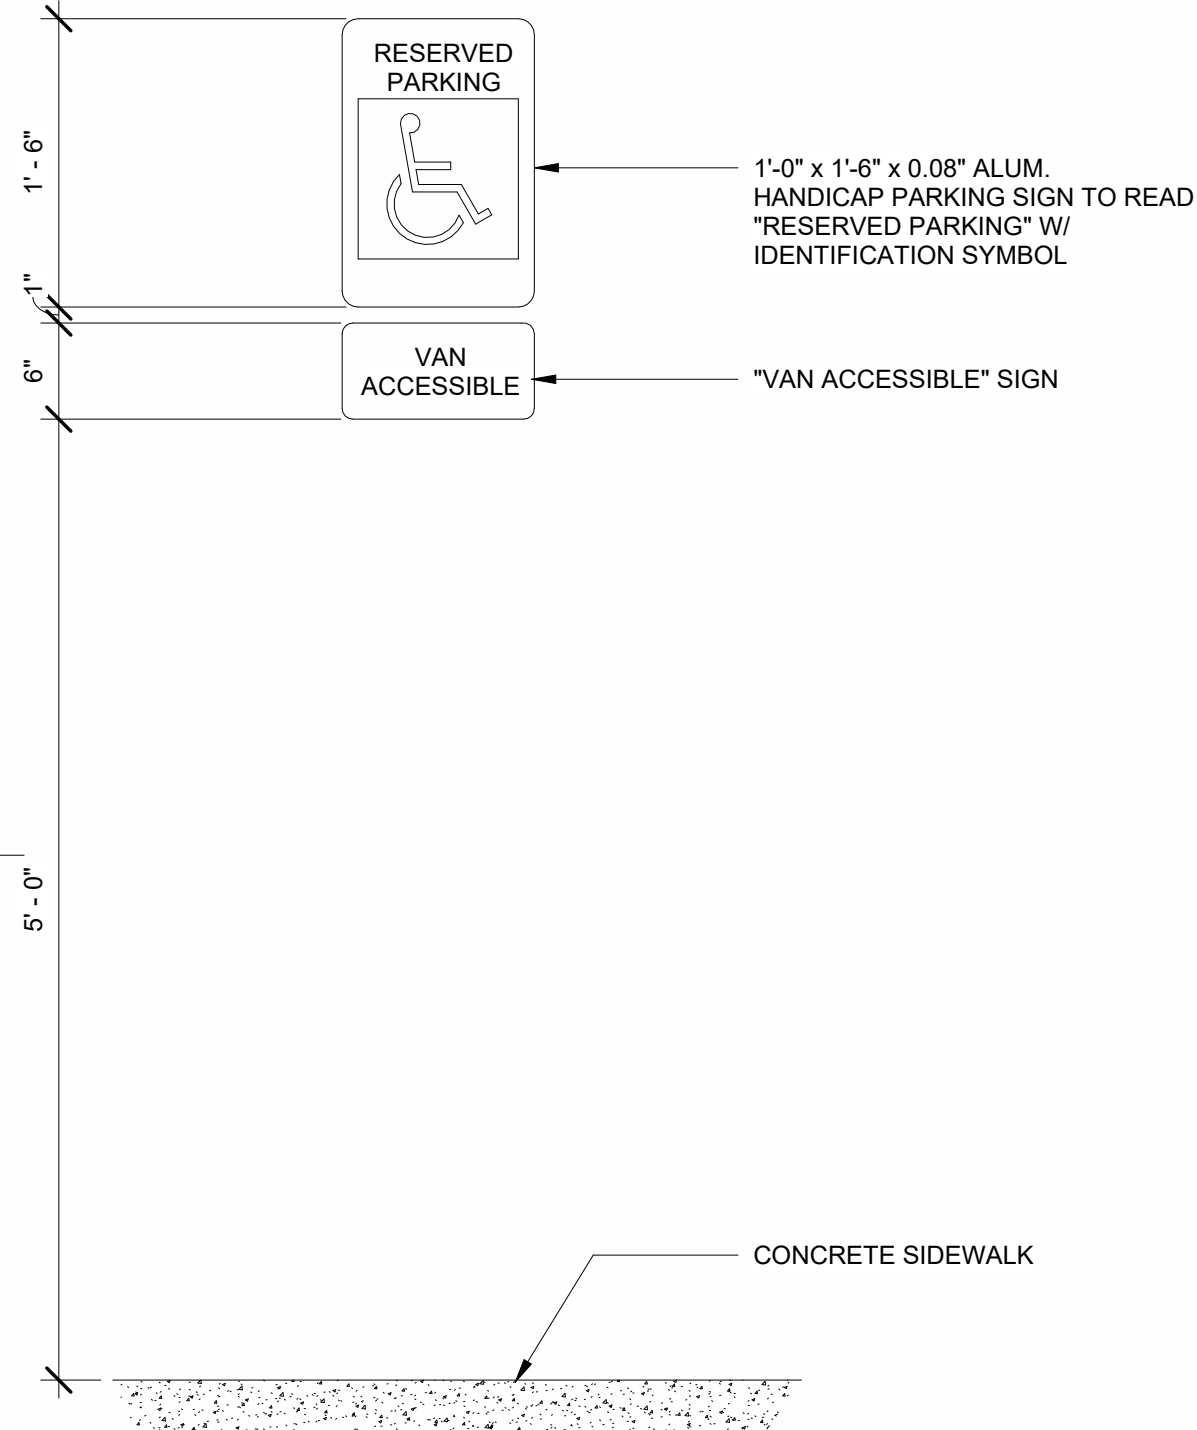 RESERVED
PARKING
1' - 6"
1'-0" x 1'-6" x 0.08" ALUM.
HANDICAP PARKING SIGN TO READ
"RESERVED PARKING" W/
IDENTIFICATION SYMBOL
1"
VAN
ACCESSIBLE
6"
"VAN ACCESSIBLE" SIGN
5' - 0"
CONCRETE SIDEWALK